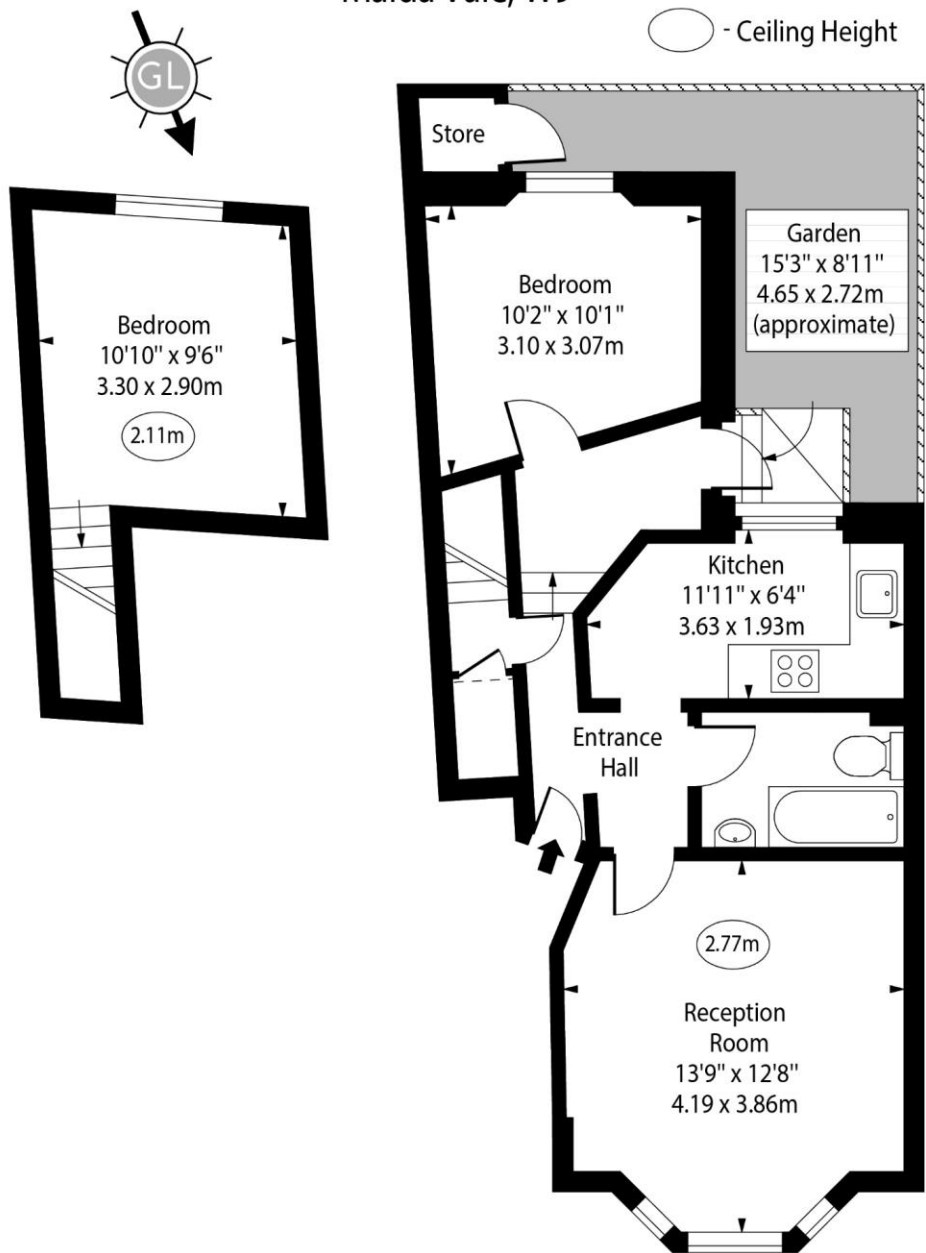 - Ceiling Height
GL
Store
Bedroom
10'10" x 9'6"
3.30 x 2.90m
2.11m
Bedroom
10'2" x 10'1"
3.10 x 3.07m
Garden
15'3" x 8'11"
4.65 x 2.72m
(approximate)
Kitchen
11'11" x 6'4"
3.63 x 1.93m
Entrance
Hall
2.77m
Reception
Room
13'9" x 12'8"
4.19 x 3.86m